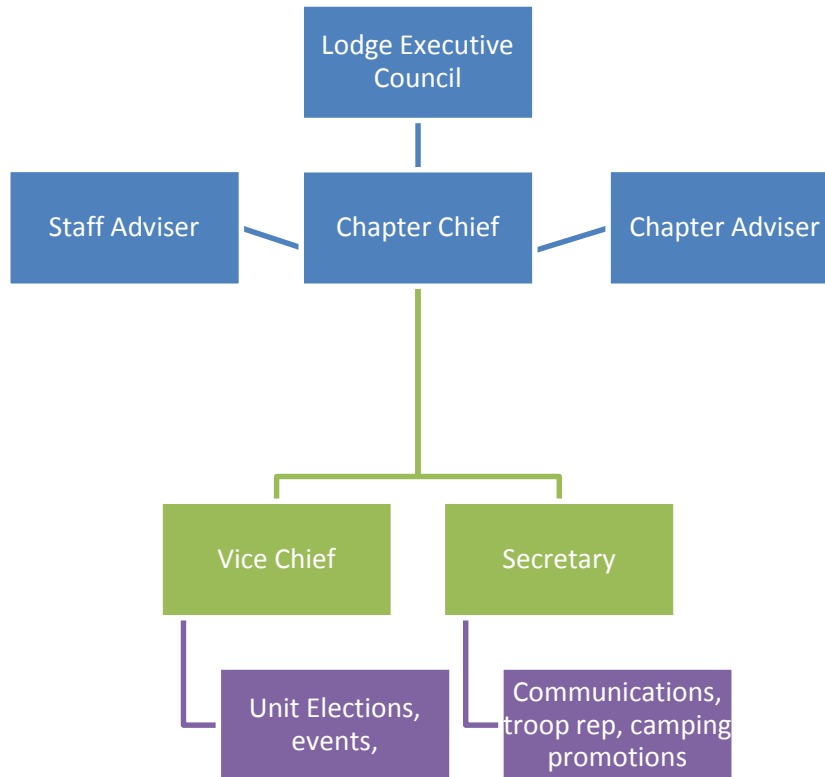 Lodge Executive
Council
Staff Adviser
Chapter Chief
Chapter Adviser
Vice Chief
Secretary
Unit Elections,
events,
Communications,
troop rep, camping
promotions